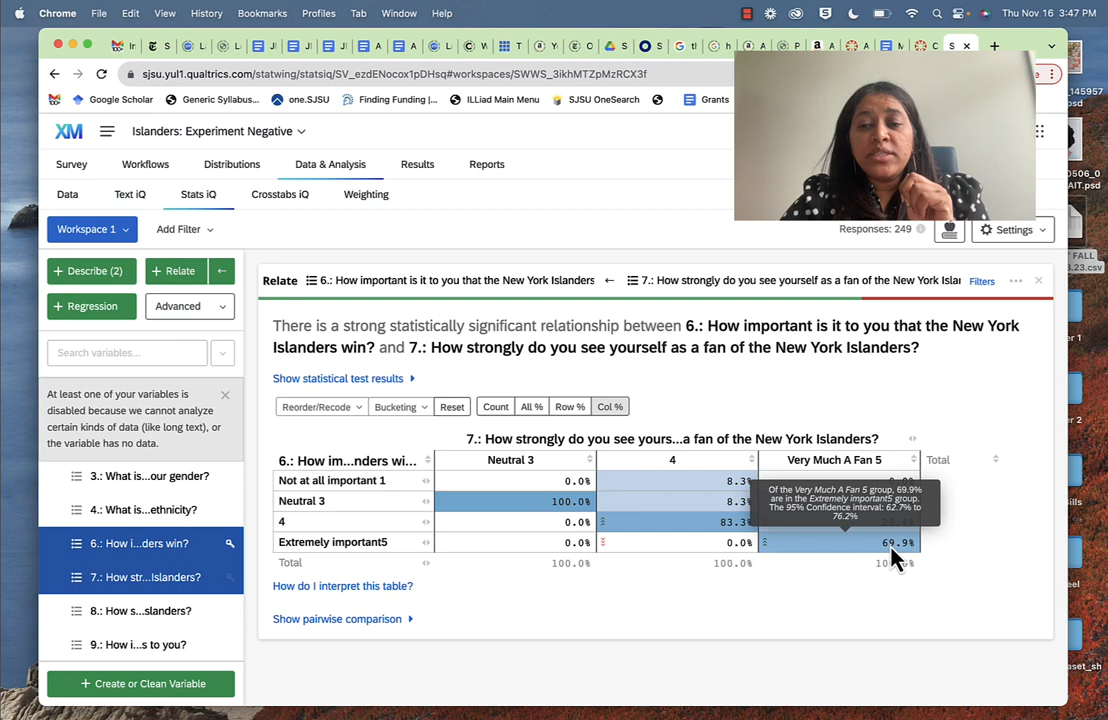 Chrome File Edit View History Bookmarks Profiles Tab Window Help Thu Nov 16 3:47 PM
sjsu.yul1.qualtrics.com/statwing/statsiq/SV_ezdENocox1pDHsq#workspaces/SWWS_3ikhMTZpMzRCX3f
Google Scholar Generic Syllabus... one.SJSU Finding Funding |... ILLiad Main Menu SJSU OneSearch Grants
XM Islanders: Experiment Negative
Survey Workflows Distributions Data & Analysis Results Reports
Data Text iQ Stats iQ Crosstabs iQ Weighting
Workspace 1 Add Filter Responses: 249 Settings
+ Describe (2) + Relate
+ Regression Advanced
Search variables...
At least one of your variables is
disabled because we cannot analyze
certain kinds of data (like long text), or
the variable has no data.
3.: What is...our gender?
4.: What is...ethnicity?
6.: How i...ders win?
7.: How str...Islanders?
8.: How s...slanders?
9.: How i...s to you?
+ Create or Clean Variable
Relate 6.: How important is it to you that the New York Islanders ← 7.: How strongly do you see yourself as a fan of the New York Islan Filters
There is a strong statistically significant relationship between 6.: How important is it to you that the New York
Islanders win? and 7.: How strongly do you see yourself as a fan of the New York Islanders?
Show statistical test results
Reorder/Recode Bucketing Reset Count All % Row % Col %
7.: How strongly do you see yours...a fan of the New York Islanders?
6.: How im...nders wi... Neutral 3 4 Very Much A Fan 5 Total
Not at all important 1 0.0% 8.3%
Neutral 3 100.0% 8.3%
4 0.0% 83.3%
Extremely important5 0.0% 0.0% 69.9%
Total 100.0% 100.0%
Of the Very Much A Fan 5 group, 69.9%
are in the Extremely important5 group.
The 95% Confidence interval: 62.7% to
76.2%
How do I interpret this table?
Show pairwise comparison